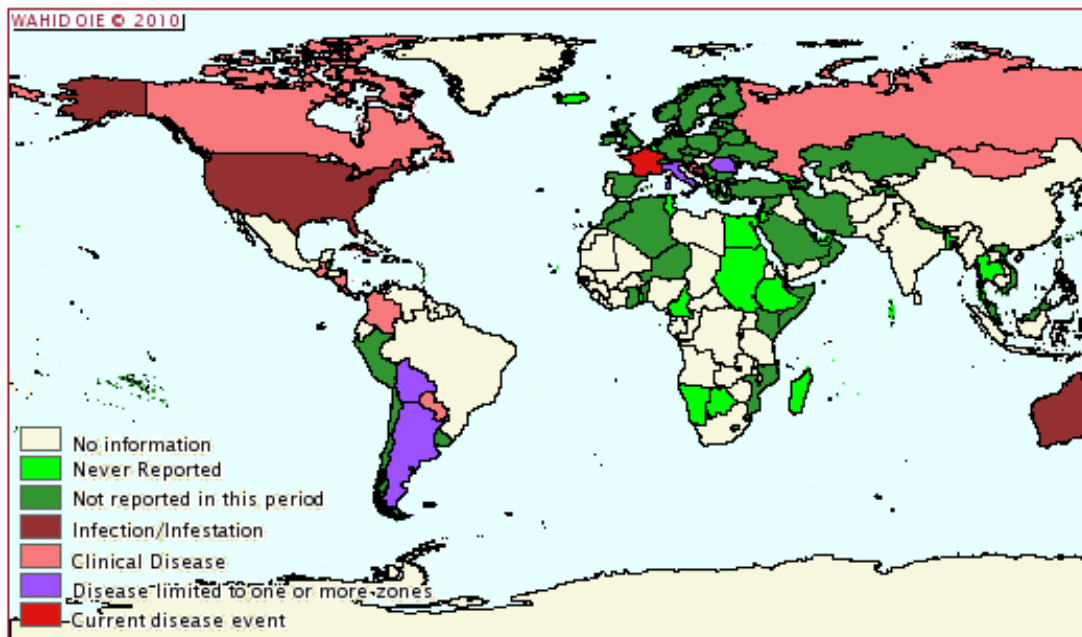 WAHID OIE © 2010
No information
Never Reported
Not reported in this period
Infection/Infestation
Clinical Disease
Disease limited to one or more zones
Current disease event